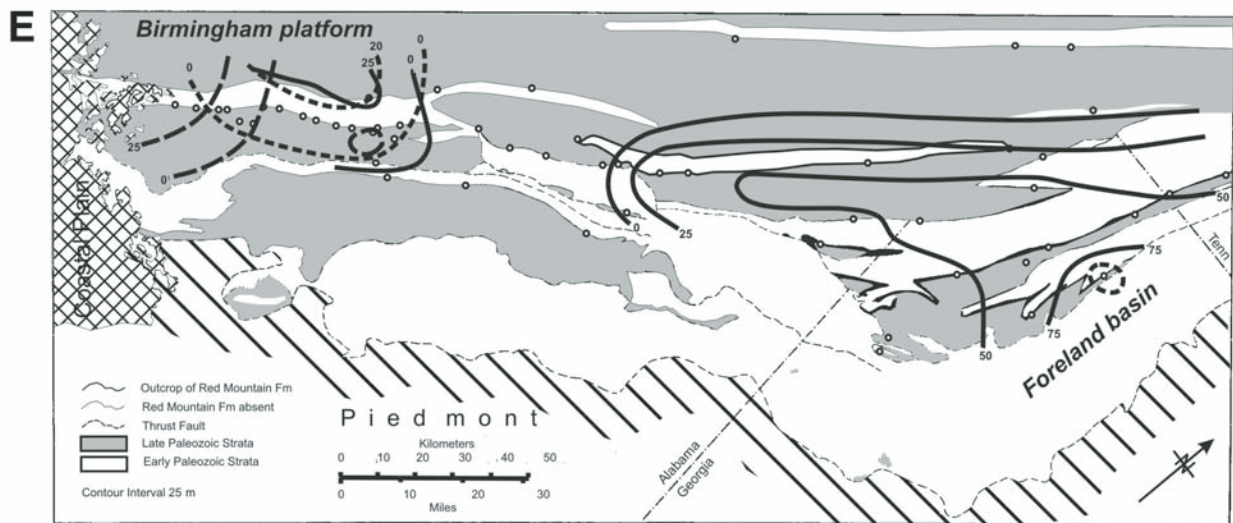 E
Birmingham platform
0
0
20
25
0
25
0
Coastal Plain
0
25
50
75
75
50
Tenn
Foreland basin
Alabama
Georgia
Piedmont
Outcrop of Red Mountain Fm
Red Mountain Fm absent
Thrust Fault
Late Paleozoic Strata
Early Paleozoic Strata
Contour Interval 25 m
Kilometers
0 10 20 30 40 50
0 10 20 30
Miles
N